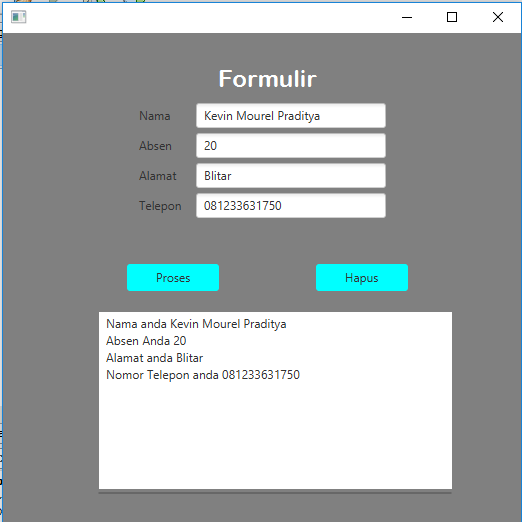 Formulir
Nama Kevin Mourel Praditya
Absen 20
Alamat Blitar
Telepon 081233631750
Proses Hapus
Nama anda Kevin Mourel Praditya
Absen Anda 20
Alamat anda Blitar
Nomor Telepon anda 081233631750